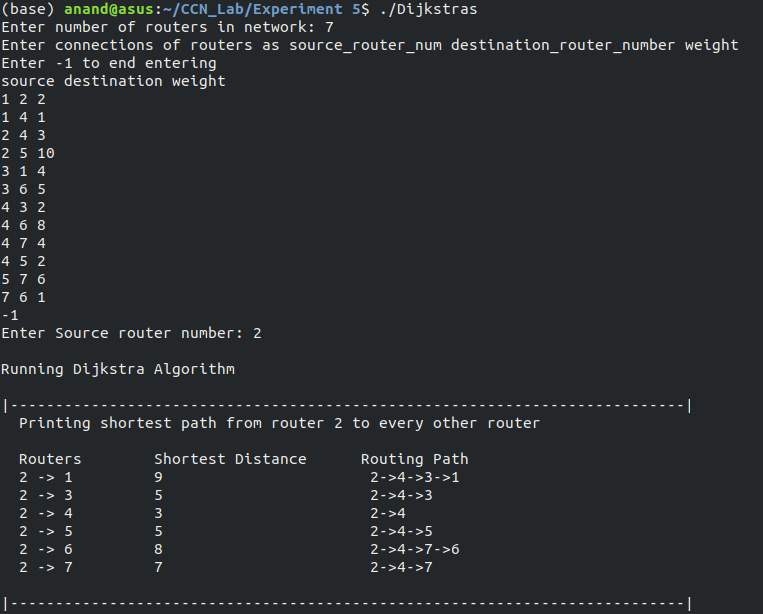 (base) anand@asus:~/CCN_Lab/Experiment 5$ ./Dijkstras
Enter number of routers in network: 7
Enter connections of routers as source_router_num destination_router_number weight
Enter -1 to end entering
source destination weight
1 2 2
1 4 1
2 4 3
2 5 10
3 1 4
3 6 5
4 3 2
4 6 8
4 7 4
4 5 2
5 7 6
7 6 1
-1
Enter Source router number: 2
Running Dijkstra Algorithm
|---------------------------------------------------------------------------|
Printing shortest path from router 2 to every other router
Routers Shortest Distance Routing Path
2 -> 1 9 2->4->3->1
2 -> 3 5 2->4->3
2 -> 4 3 2->4
2 -> 5 5 2->4->5
2 -> 6 8 2->4->7->6
2 -> 7 7 2->4->7
|---------------------------------------------------------------------------|